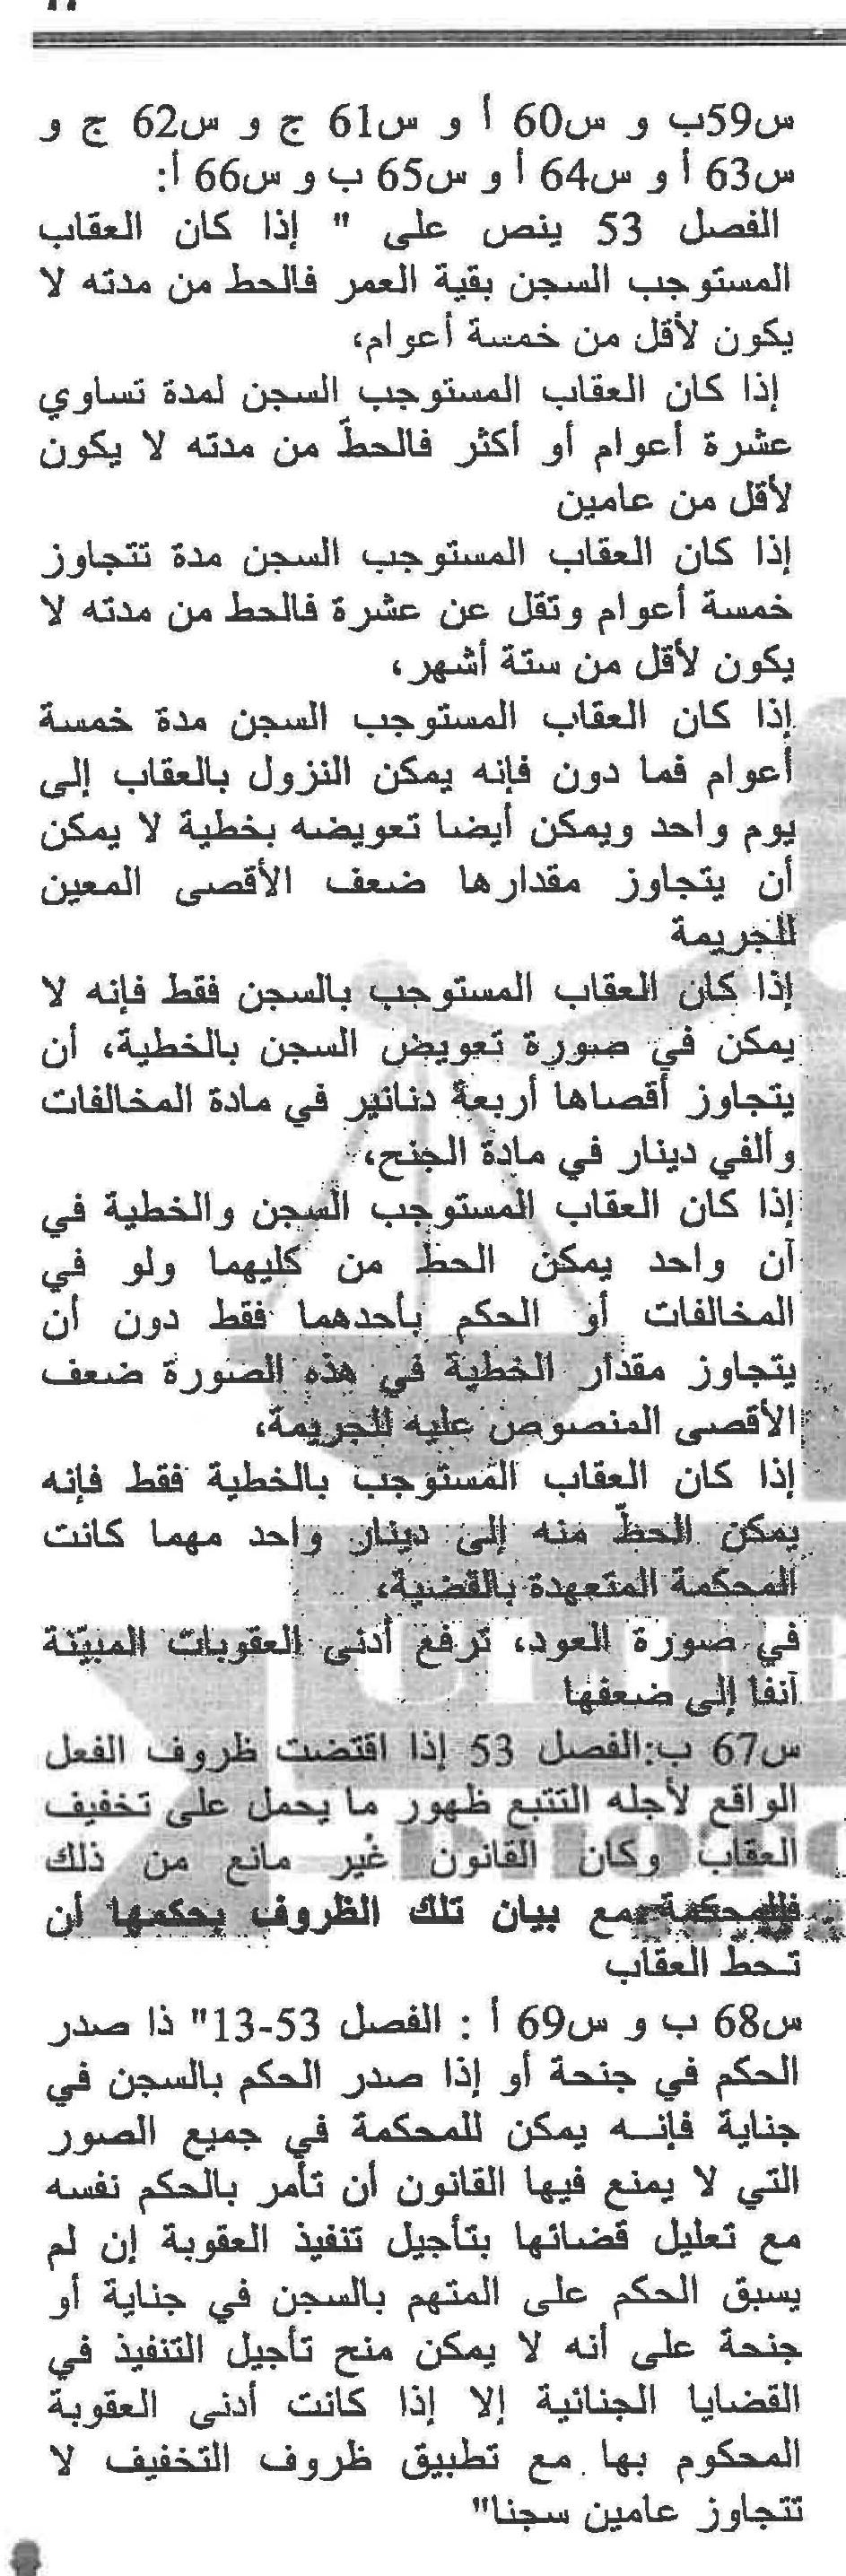 س59ب و س60 أ و س61 ج و س62 ج و
س63 أ و س64 أ و س65 ب و س66 أ:
الفصل 53 ينص على " إذا كان العقاب
المستوجب السجن بقية العمر فالحط من مدته لا
يكون لأقل من خمسة أعوام،
إذا كان العقاب المستوجب السجن لمدة تساوي
عشرة أعوام أو أكثر فالحطّ من مدته لا يكون
لأقل من عامين
إذا كان العقاب المستوجب السجن مدة تتجاوز
خمسة أعوام وتقل عن عشرة فالحط من مدته لا
يكون لأقل من ستة أشهر،
إذا كان العقاب المستوجب السجن مدة خمسة
أعوام فما دون فإنه يمكن النزول بالعقاب إلى
يوم واحد ويمكن أيضا تعويضه بخطية لا يمكن
أن يتجاوز مقدارها ضعف الأقصى المعين
للجريمة
إذا كان العقاب المستوجب بالسجن فقط فإنه لا
يمكن في صورة تعويض السجن بالخطية، أن
يتجاوز أقصاها أربعة دنانير في مادة المخالفات
وألفي دينار في مادة الجنح،
إذا كان العقاب المستوجب السجن والخطية في
آن واحد يمكن الحط من كليهما ولو في
المخالفات أو الحكم بأحدهما فقط دون أن
يتجاوز مقدار الخطية في هذه الصورة ضعف
الأقصى المنصوص عليه للجريمة،
إذا كان العقاب المستوجب بالخطية فقط فإنه
يمكن الحطّ منه إلى دينار واحد مهما كانت
المحكمة المتعهدة بالقضية،
في صورة العود، ترفع أدنى العقوبات المبيّنة
آنفا إلى ضعفها
س67 ب:الفصل 53 إذا اقتضت ظروف الفعل
الواقع لأجله التتبع ظهور ما يحمل على تخفيف
العقاب وكان القانون غير مانع من ذلك
فللمحكمة مع بيان تلك الظروف بحكمها أن
تحطّ العقاب
س68 ب و س69 أ : الفصل 53-13" ذا صدر
الحكم في جنحة أو إذا صدر الحكم بالسجن في
جناية فإنـــه يمكن للمحكمة في جميع الصور
التي لا يمنع فيها القانون أن تأمر بالحكم نفسه
مع تعليل قضائها بتأجيل تنفيذ العقوبة إن لم
يسبق الحكم على المتهم بالسجن في جناية أو
جنحة على أنه لا يمكن منح تأجيل التنفيذ في
القضايا الجنائية إلا إذا كانت أدنى العقوبة
المحكوم بها مع تطبيق ظروف التخفيف لا
تتجاوز عامين سجنا"